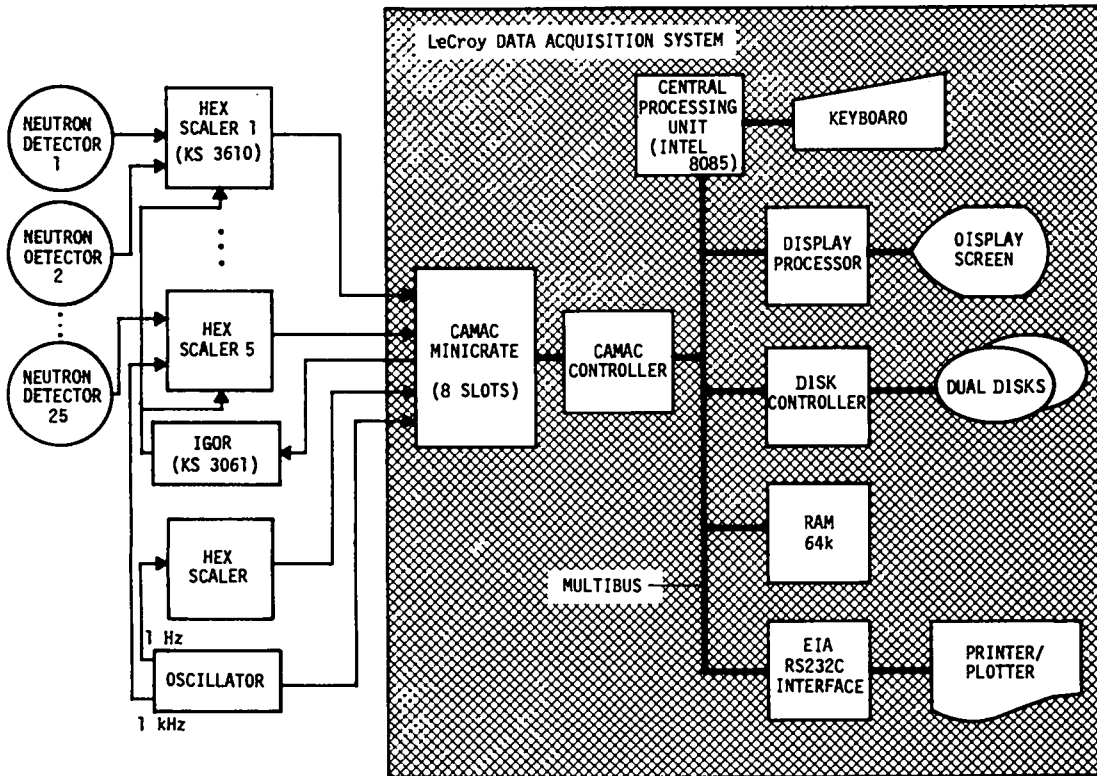 LeCroy DATA ACQUISITION SYSTEM
NEUTRON
DETECTOR
1
HEX
SCALER 1
(KS 3610)
CENTRAL
PROCESSING
UNIT
(INTEL
8085)
KEYBOARO
NEUTRON
OETECTOR
2
DISPLAY
PROCESSOR
OISPLAY
SCREEN
HEX
SCALER 5
CAMAC
MINICRATE
(8 SLOTS)
CAMAC
CONTROLLER
NEUTRON
DETECTOR
25
DISK
CONTROLLER
DUAL DISKS
IGOR
(KS 3061)
RAM
64k
HEX
SCALER
MULTIBUS
1 Hz
OSCILLATOR
1 kHz
EIA
RS232C
INTERFACE
PRINTER/
PLOTTER